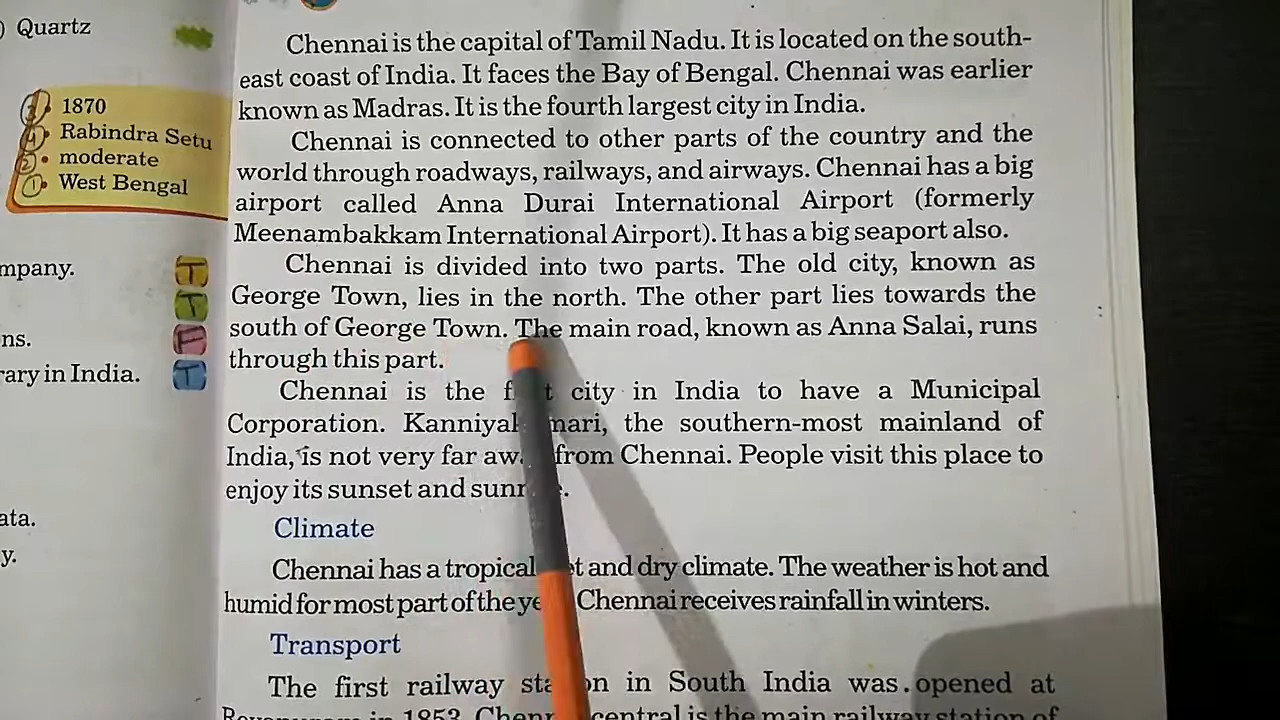 ) Quartz
1870
Rabindra Setu
moderate
West Bengal
mpany.
T
T
ns.
F
rary in India.
T
ata.
y.
Chennai is the capital of Tamil Nadu. It is located on the south-
east coast of India. It faces the Bay of Bengal. Chennai was earlier
known as Madras. It is the fourth largest city in India.
Chennai is connected to other parts of the country and the
world through roadways, railways, and airways. Chennai has a big
airport called Anna Durai International Airport (formerly
Meenambakkam International Airport). It has a big seaport also.
Chennai is divided into two parts. The old city, known as
George Town, lies in the north. The other part lies towards the
south of George Town. The main road, known as Anna Salai, runs
through this part.
Chennai is the city in India to have a Municipal
Corporation. the southern-most mainland of
India, is not very far from Chennai. People visit this place to
enjoy its sunset and
Climate
Chennai has a tropical and dry climate. The weather is hot and
humid for most part of the Chennai receives rainfall in winters.
Transport
The first railway in South India was opened at
in 1853. central is the main railway station of